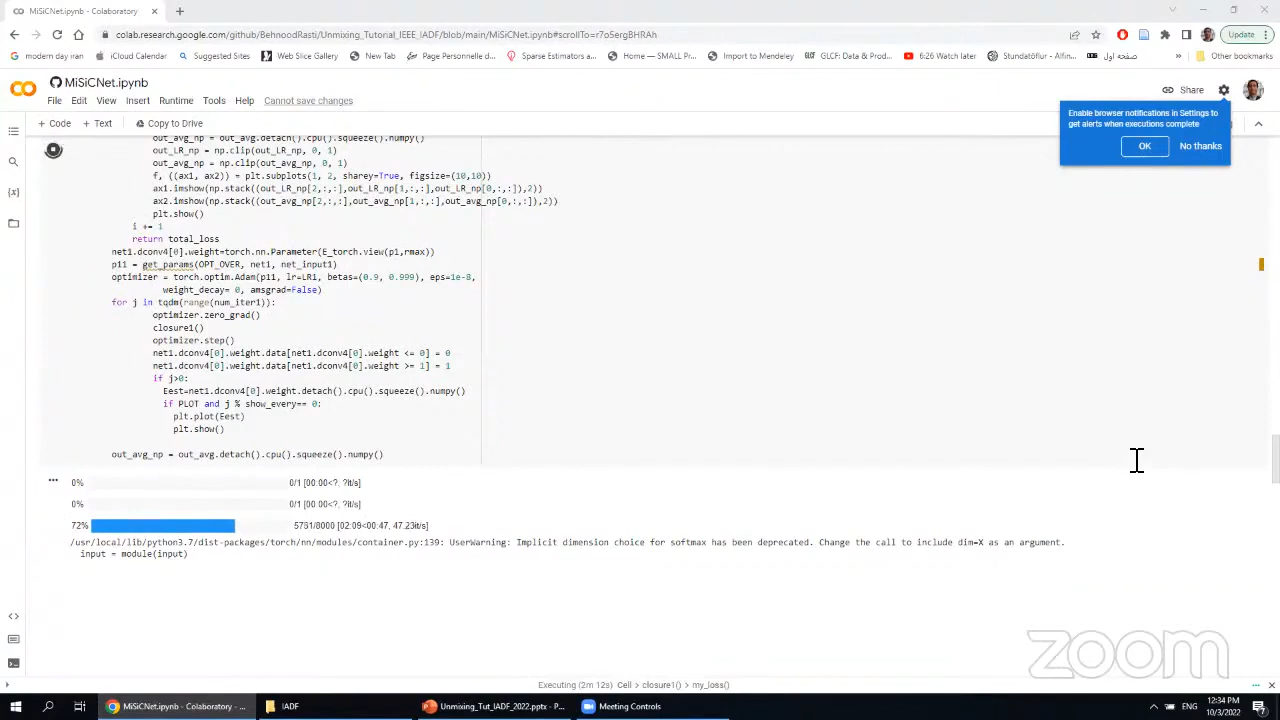 MiSiCNet.ipynb - Colaboratory
colab.research.google.com/github/BehnoodRasti/Unmixing_Tutorial_IEEE_IADF/blob/main/MiSiCNet.ipynb#scrollTo=r7o5ergBHRAh
Update
modern day iran
iCloud Calendar
Suggested Sites
Web Slice Gallery
New Tab
Page Personnelle d...
Sparse Estimators a...
Home — SMALL Pr...
Import to Mendeley
GLCF: Data & Prod...
6:26 Watch Later
Stundatöflur - Alfin...
صفحه اول
Other bookmarks
MiSiCNet.ipynb
File Edit View Insert Runtime Tools Help Cannot save changes
Share
+ Code + Text Copy to Drive
Enable browser notifications in Settings to
get alerts when executions complete
OK No thanks
out_avg_np = out_avg.detach().cpu().squeeze().numpy()
out_LR_np = np.clip(out_LR_np, 0, 1)
out_avg_np = np.clip(out_avg_np, 0, 1)
f, ((ax1, ax2)) = plt.subplots(1, 2, sharey=True, figsize=(10,10))
ax1.imshow(np.stack((out_LR_np[2,:,:],out_LR_np[1,:,:],out_LR_np[0,:,:]),2))
ax2.imshow(np.stack((out_avg_np[2,:,:],out_avg_np[1,:,:],out_avg_np[0,:,:]),2))
plt.show()
i += 1
return total_loss
net1.dconv4[0].weight=torch.nn.Parameter(E_torch.view(p1,rmax))
p11 = get_params(OPT_OVER, net1, net_input1)
optimizer = torch.optim.Adam(p11, lr=LR1, betas=(0.9, 0.999), eps=1e-8,
weight_decay= 0, amsgrad=False)
for j in tqdm(range(num_iter1)):
optimizer.zero_grad()
closure1()
optimizer.step()
net1.dconv4[0].weight.data[net1.dconv4[0].weight <= 0] = 0
net1.dconv4[0].weight.data[net1.dconv4[0].weight >= 1] = 1
if j>0:
Eest=net1.dconv4[0].weight.detach().cpu().squeeze().numpy()
if PLOT and j % show_every== 0:
plt.plot(Eest)
plt.show()
out_avg_np = out_avg.detach().cpu().squeeze().numpy()
0% 0/1 [00:00<?, ?it/s]
0% 0/1 [00:00<?, ?it/s]
72% 5781/8000 [02:09<00:47, 47.23it/s]
/usr/local/lib/python3.7/dist-packages/torch/nn/modules/container.py:139: UserWarning: Implicit dimension choice for softmax has been deprecated. Change the call to include dim=X as an argument.
input = module(input)
zoom
Executing (2m 12s) Cell > closure1() > my_loss()
MiSiCNet.ipynb - Colaboratory - ...
IADF
Unmixing_Tut_IADF_2022.pptx - P...
Meeting Controls
ENG
12:34 PM
10/3/2022